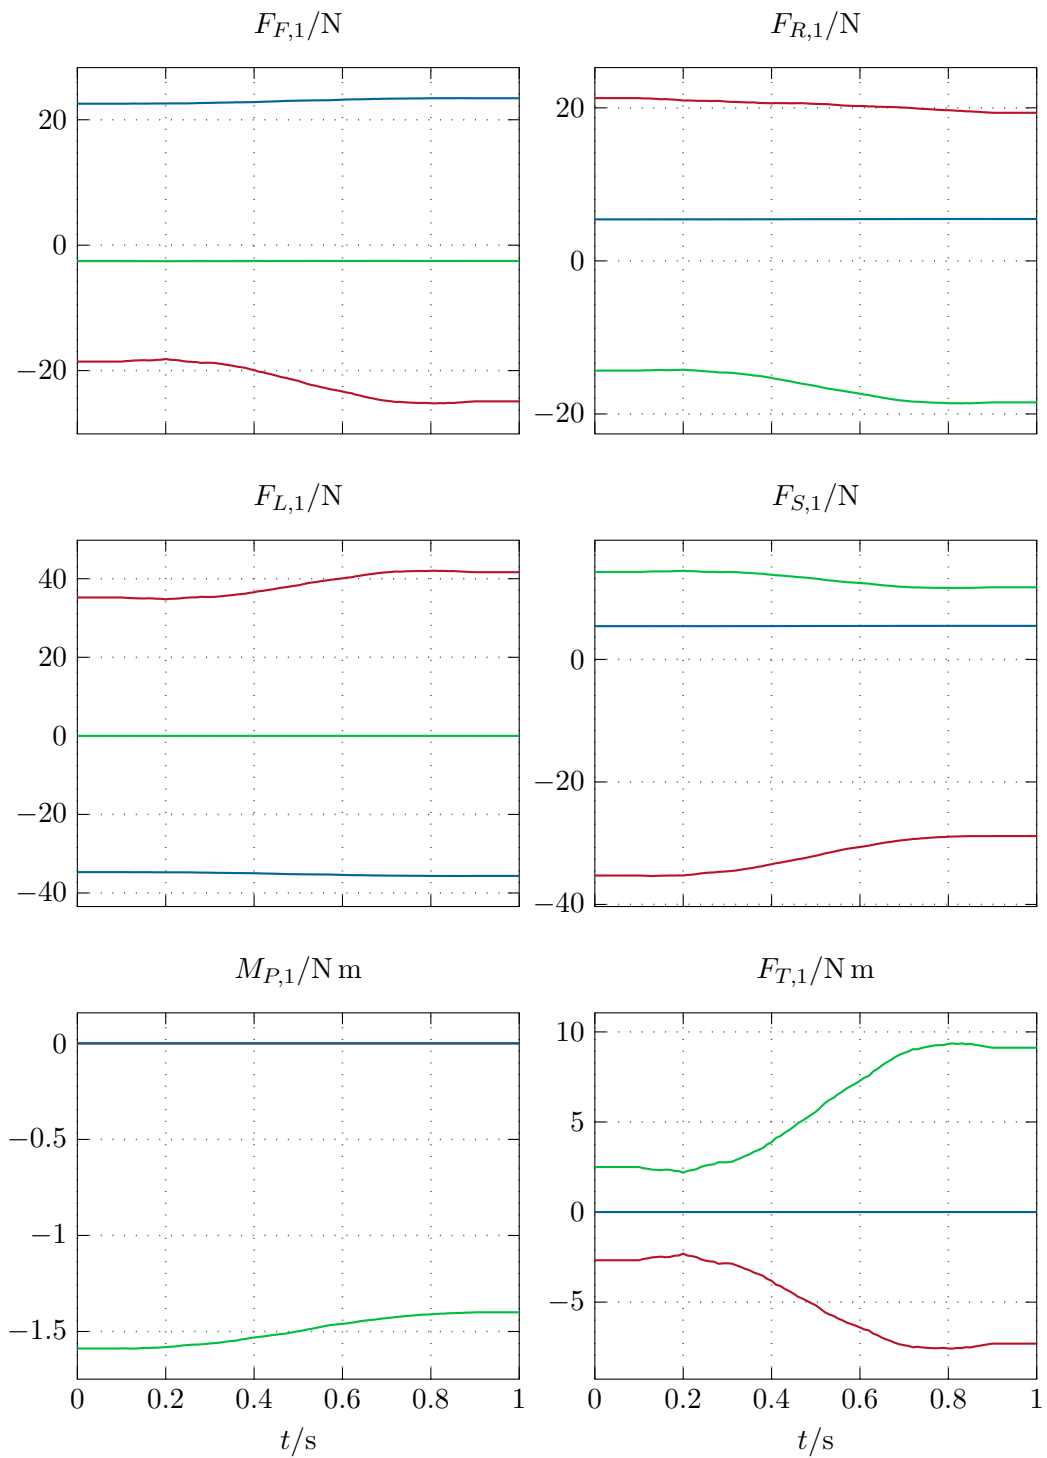 F_{F,1}/N F_{R,1}/N
20 20
0 0
−20 −20
F_{L,1}/N F_{S,1}/N
40
20 0
0
−20 −20
−40 −40
M_{P,1}/N m F_{T,1}/N m
0 10
−0.5 5
−1 0
−1.5 −5
0 0.2 0.4 0.6 0.8 1 0 0.2 0.4 0.6 0.8 1
t/s t/s